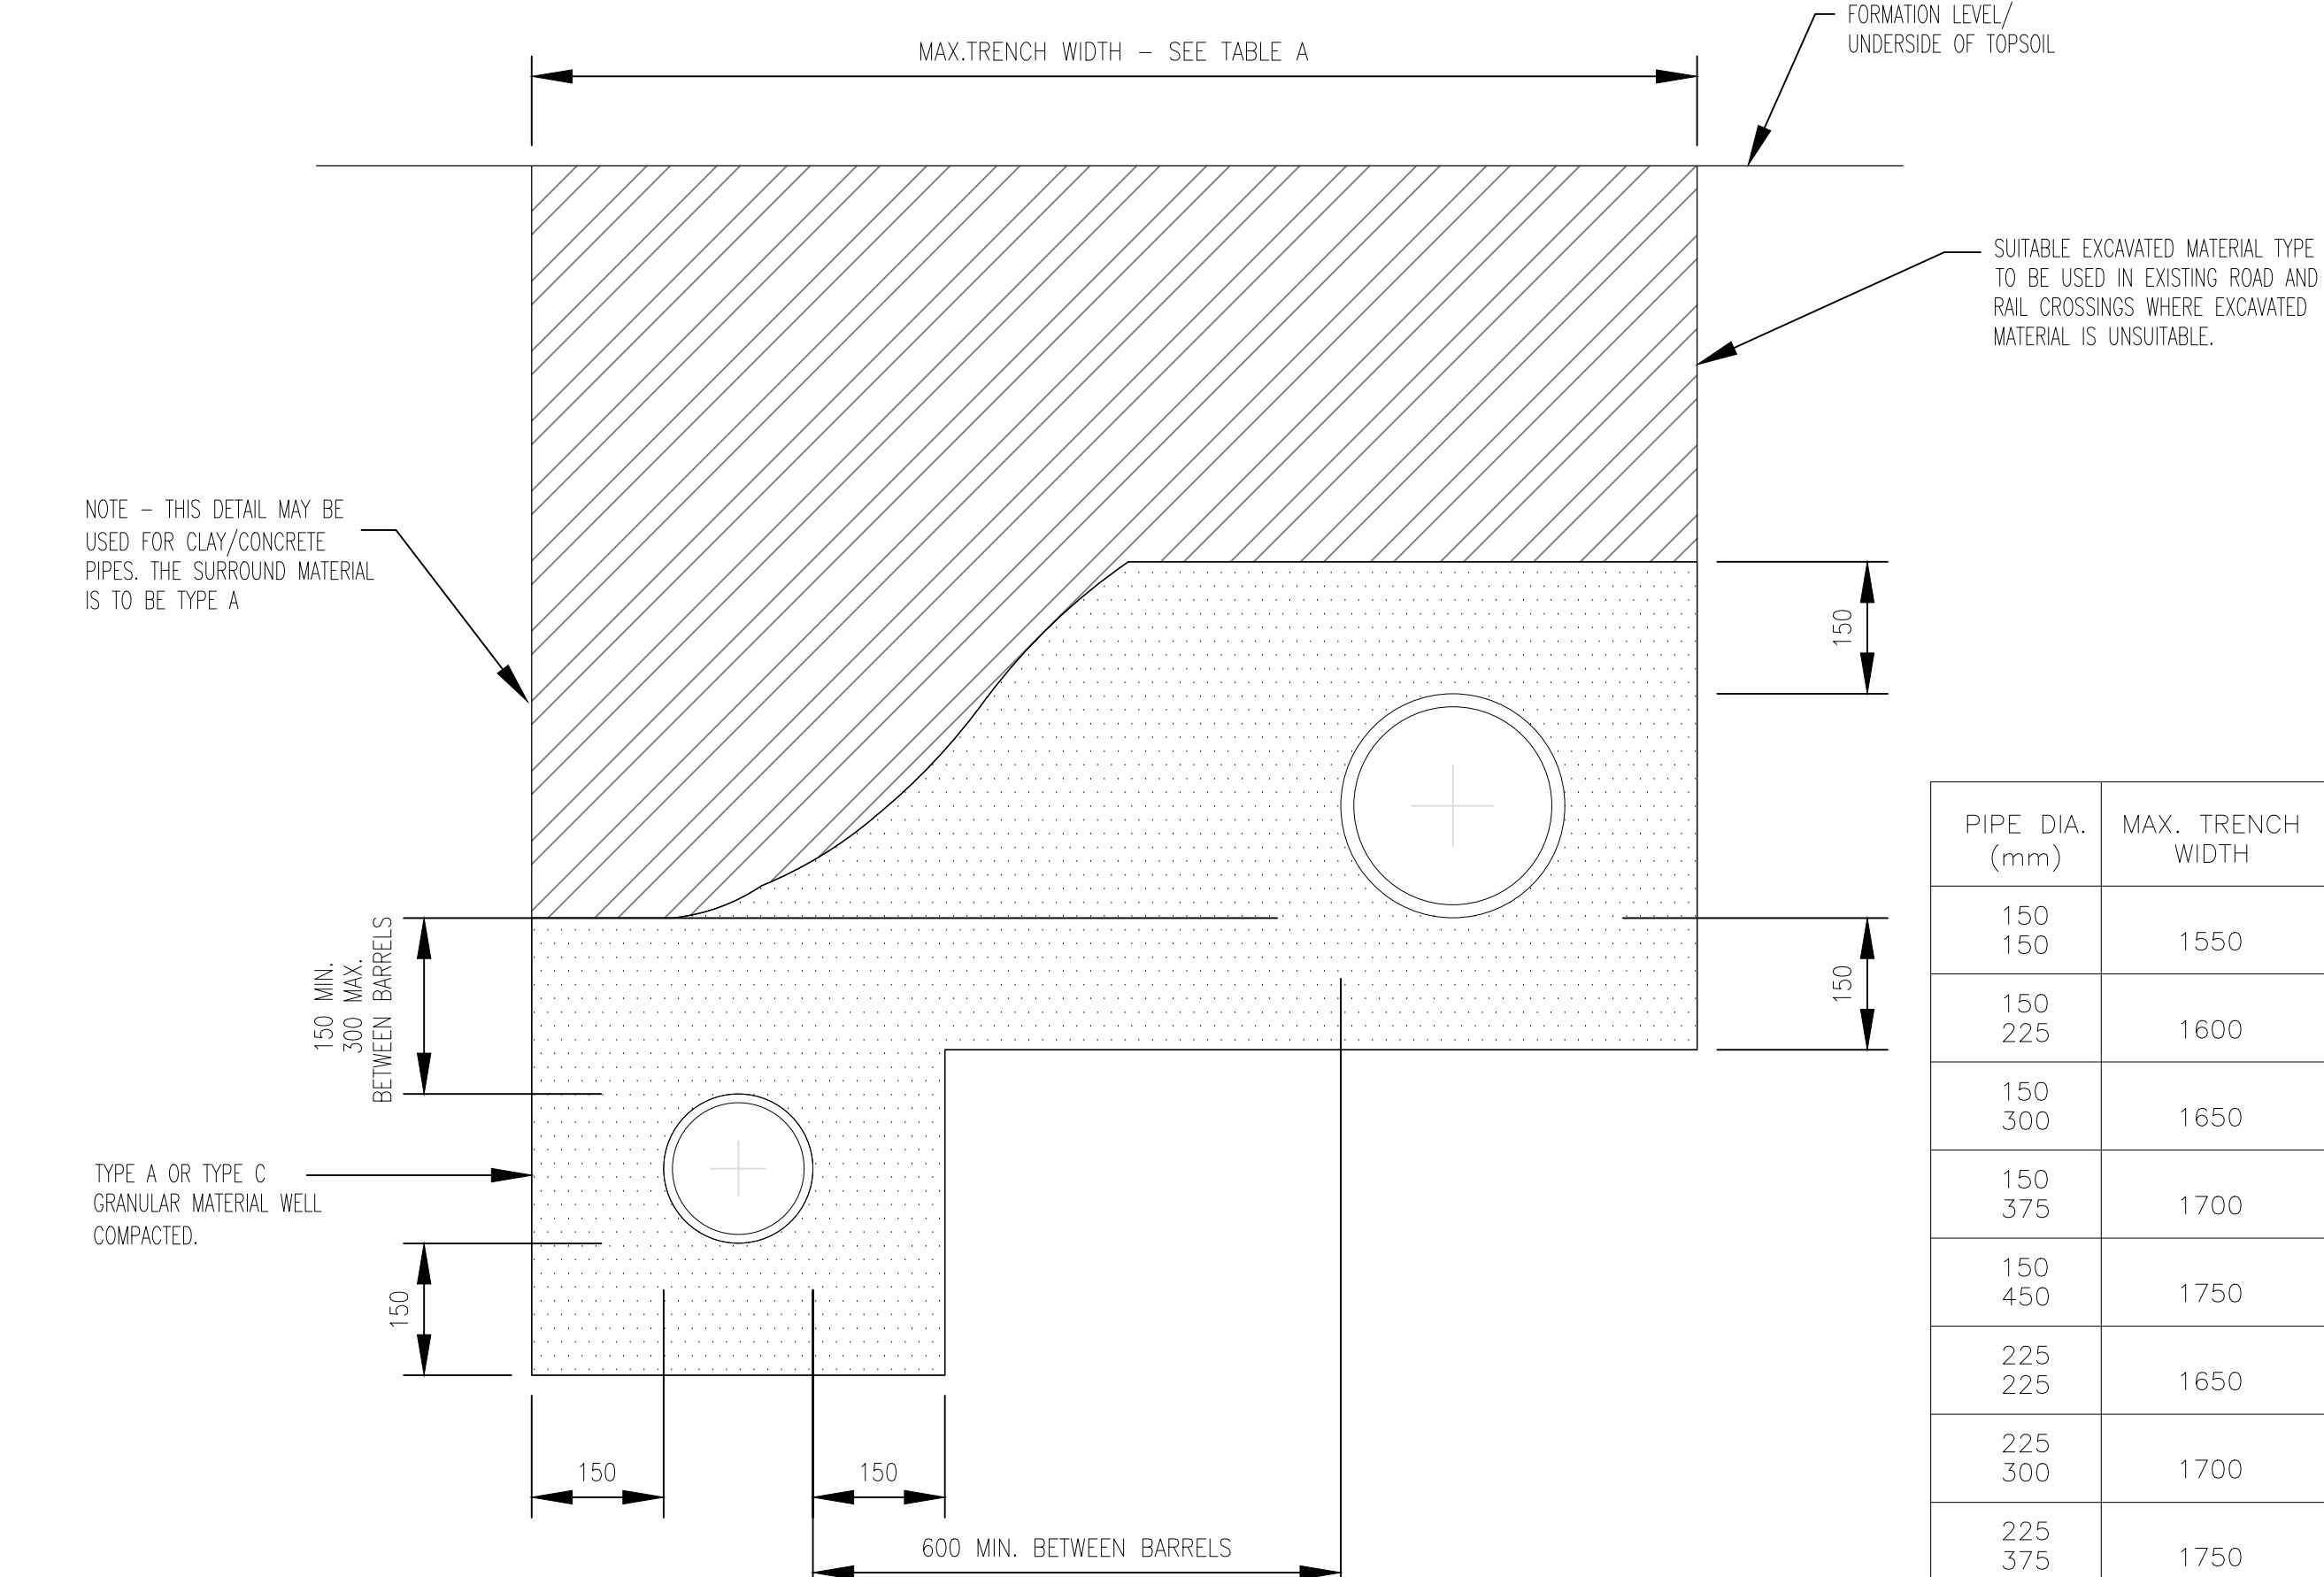 FORMATION LEVEL/
UNDERSIDE OF TOPSOIL
MAX.TRENCH WIDTH – SEE TABLE A
SUITABLE EXCAVATED MATERIAL TYPE
TO BE USED IN EXISTING ROAD AND
RAIL CROSSINGS WHERE EXCAVATED
MATERIAL IS UNSUITABLE.
NOTE – THIS DETAIL MAY BE
USED FOR CLAY/CONCRETE
PIPES. THE SURROUND MATERIAL
IS TO BE TYPE A
150
150
150 MIN.
300 MAX.
BETWEEN BARRELS
TYPE A OR TYPE C
GRANULAR MATERIAL WELL
COMPACTED.
150
150
150
600 MIN. BETWEEN BARRELS
PIPE DIA.
(mm)
MAX. TRENCH
WIDTH
150
150
1550
150
225
1600
150
300
1650
150
375
1700
150
450
1750
225
225
1650
225
300
1700
225
375
1750